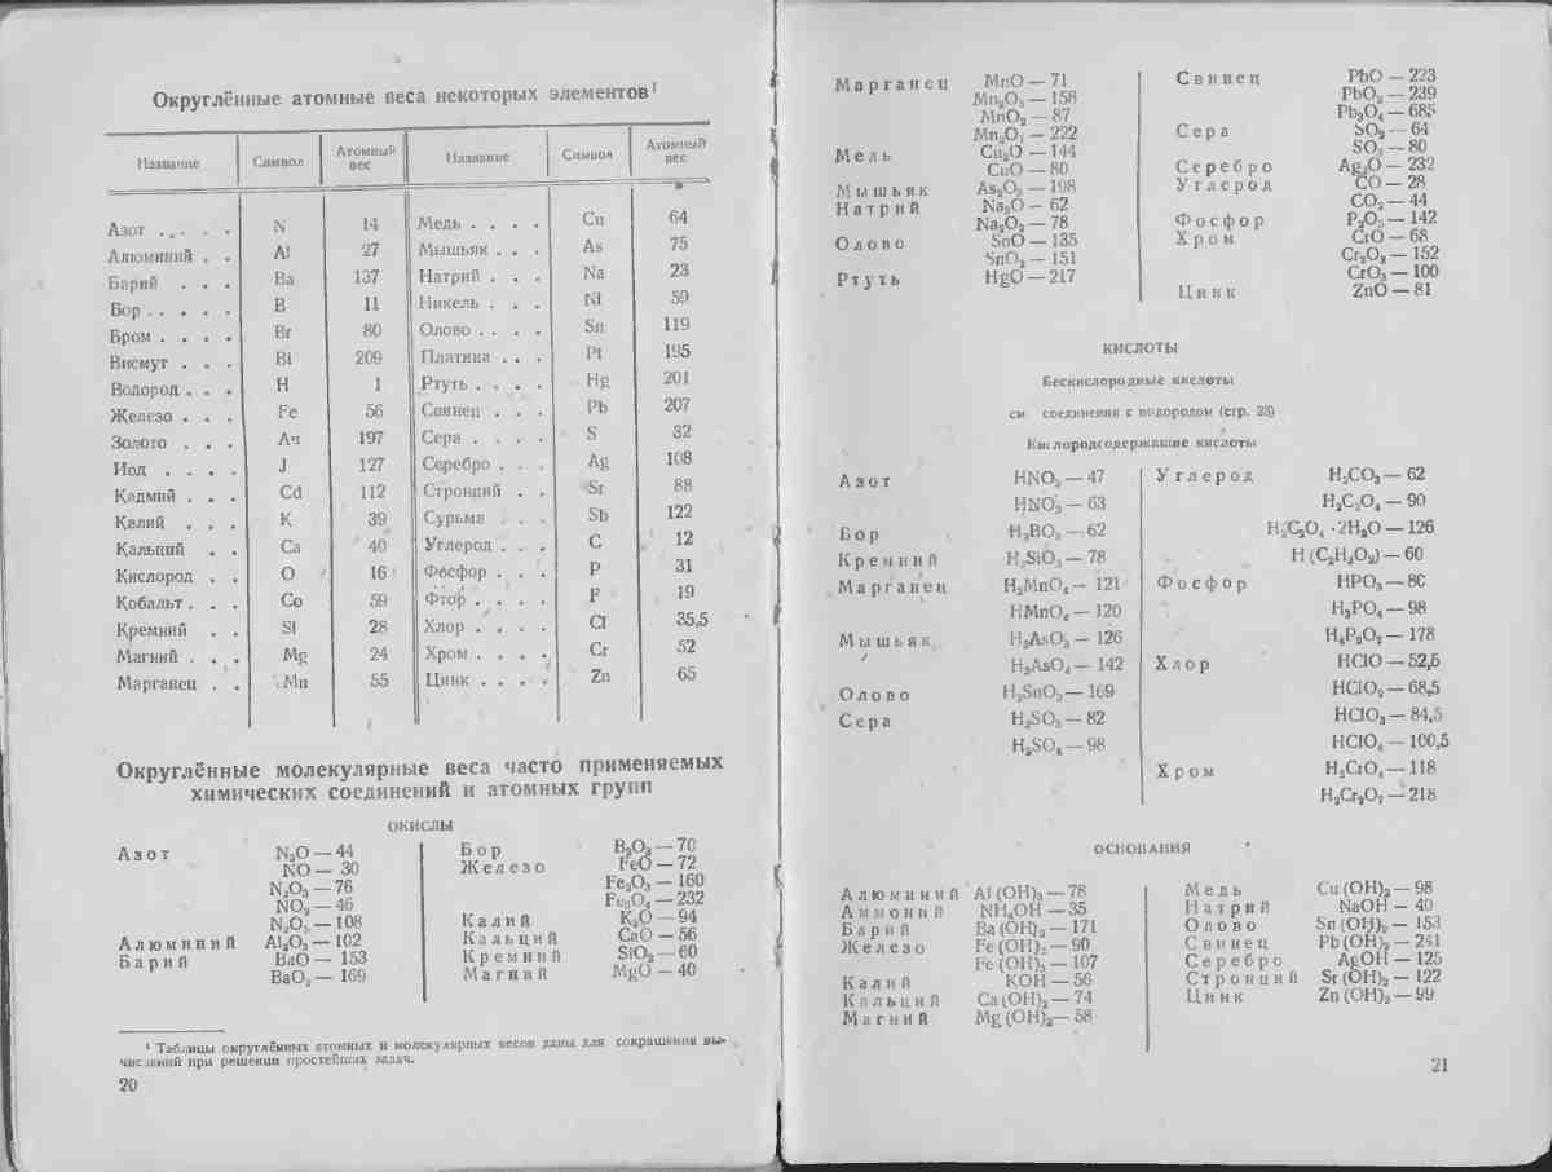 Округлённые атомные веса некоторых элементов¹
Название Символ Атомный вес Название Символ Атомный вес
Азот . . . . . N 14 Медь . . . . Cu 64
Алюминий . . Al 27 Мышьяк . . . As 75
Барий . . . Ba 137 Натрий . . . Na 23
Бор . . . . . B 11 Никель . . . Ni 59
Бром . . . . Br 80 Олово . . . . Sn 119
Висмут . . . Bi 209 Платина . . . Pt 195
Водород . . . H 1 Ртуть . . . . Hg 201
Железо . . . Fe 56 Свинец . . . Pb 207
Золото . . . Au 197 Сера . . . . S 32
Иод . . . . J 127 Серебро . . . Ag 108
Кадмий . . . Cd 112 Стронций . . Sr 88
Калий . . . K 39 Сурьма . . . Sb 122
Кальций . . Ca 40 Углерод . . . C 12
Кислород . . O 16 Фосфор . . . P 31
Кобальт . . . Co 59 Фтор . . . . F 19
Кремний . . Si 28 Хлор . . . . Cl 35,5
Магний . . . Mg 24 Хром . . . . Cr 52
Марганец . . Mn 55 Цинк . . . . Zn 65
Округлённые молекулярные веса часто применяемых
химических соединений и атомных групп
окислы
Азот N₂O — 44
NO — 30
N₂O₃ — 76
NO₂ — 46
N₂O₅ — 108
Алюминий Al₂O₃ — 102
Барий BaO — 153
BaO₂ — 169
Бор B₂O₃ — 70
Железо FeO — 72
Fe₂O₃ — 160
Fe₃O₄ — 232
Калий K₂O — 94
Кальций CaO — 56
Кремний SiO₂ — 60
Магний MgO — 40
¹ Таблицы округлённых атомных и молекулярных весов даны для сокращения вы-
числений при решении простейших задач.
20
Марганец MnO — 71
Mn₂O₃ — 158
MnO₂ — 87
Mn₂O₇ — 222
Медь Cu₂O — 144
CuO — 80
Мышьяк As₂O₃ — 198
Натрий Na₂O — 62
Na₂O₂ — 78
Олово SnO — 135
SnO₂ — 151
Ртуть HgO — 217
Свинец PbO — 223
PbO₂ — 239
Pb₃O₄ — 685
Сера SO₂ — 64
SO₃ — 80
Серебро Ag₂O — 232
Углерод CO — 28
CO₂ — 44
Фосфор P₂O₅ — 142
Хром CrO — 68
Cr₂O₃ — 152
CrO₃ — 100
Цинк ZnO — 81
кислоты
Бескислородные кислоты
см. соединения с водородом (стр. 23)
Кислородсодержащие кислоты
Азот HNO₂ — 47
HNO₃ — 63
Бор H₃BO₃ — 62
Кремний H₂SiO₃ — 78
Марганец H₂MnO₄ — 121
HMnO₄ — 120
Мышьяк H₃AsO₃ — 126
H₃AsO₄ — 142
Олово H₂SnO₃ — 169
Сера H₂SO₃ — 82
H₂SO₄ — 98
Углерод H₂CO₃ — 62
H₂C₂O₄ — 90
H₂C₂O₄ · 2H₂O — 126
H (C₂H₃O₂) — 60
Фосфор HPO₃ — 80
H₃PO₄ — 98
H₄P₂O₇ — 178
Хлор HClO — 52,5
HClO₂ — 68,5
HClO₃ — 84,5
HClO₄ — 100,5
Хром H₂CrO₄ — 118
H₂Cr₂O₇ — 218
основания
Алюминий Al (OH)₃ — 78
Аммоний NH₄OH — 35
Барий Ba (OH)₂ — 171
Железо Fe (OH)₂ — 90
Fe (OH)₃ — 107
Калий KOH — 56
Кальций Ca (OH)₂ — 74
Магний Mg (OH)₂ — 58
Медь Cu (OH)₂ — 98
Натрий NaOH — 40
Олово Sn (OH)₂ — 153
Свинец Pb (OH)₂ — 241
Серебро AgOH — 125
Стронций Sr (OH)₂ — 122
Цинк Zn (OH)₂ — 99
21